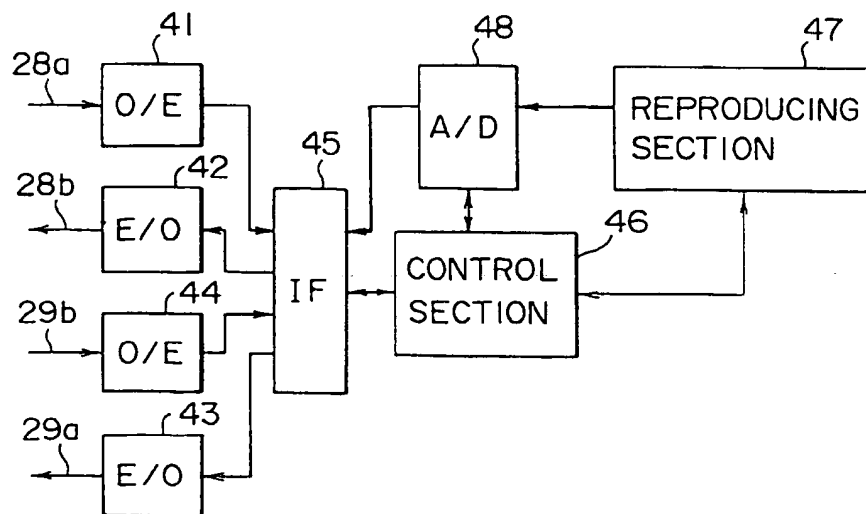 41
28a
O/E
48
A/D
47
REPRODUCING
SECTION
45
IF
42
28b
E/O
46
CONTROL
SECTION
44
29b
O/E
43
29a
E/O